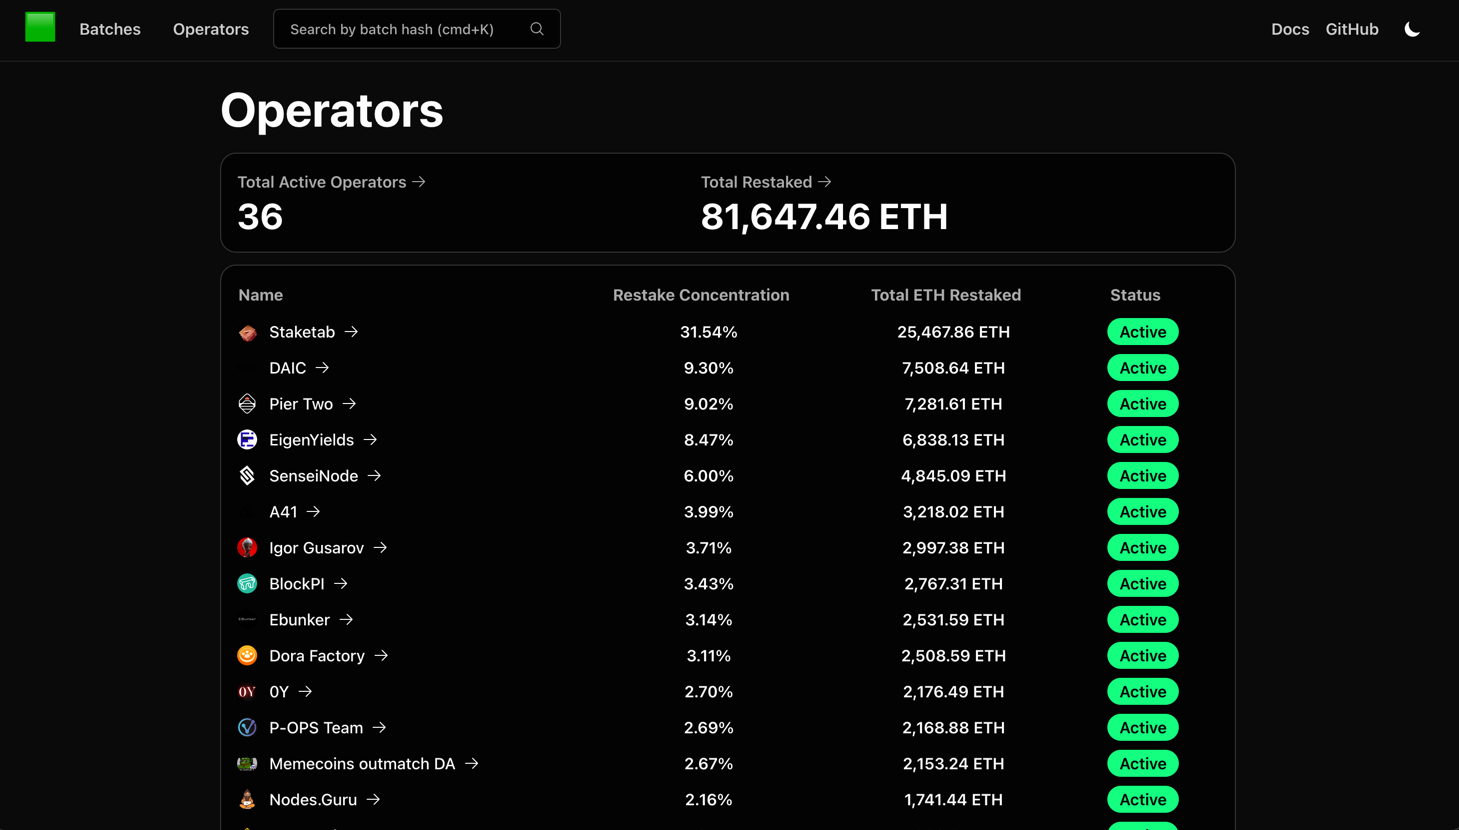 Batches Operators Search by batch hash (cmd+K) Docs GitHub
Operators
Total Active Operators → Total Restaked →
36 81,647.46 ETH
Name Restake Concentration Total ETH Restaked Status
Staketab → 31.54% 25,467.86 ETH Active
DAIC → 9.30% 7,508.64 ETH Active
Pier Two → 9.02% 7,281.61 ETH Active
EigenYields → 8.47% 6,838.13 ETH Active
SenseiNode → 6.00% 4,845.09 ETH Active
A41 → 3.99% 3,218.02 ETH Active
Igor Gusarov → 3.71% 2,997.38 ETH Active
BlockPI → 3.43% 2,767.31 ETH Active
Ebunker → 3.14% 2,531.59 ETH Active
Dora Factory → 3.11% 2,508.59 ETH Active
0Y 0Y → 2.70% 2,176.49 ETH Active
P-OPS Team → 2.69% 2,168.88 ETH Active
Memecoins outmatch DA → 2.67% 2,153.24 ETH Active
Nodes.Guru → 2.16% 1,741.44 ETH Active